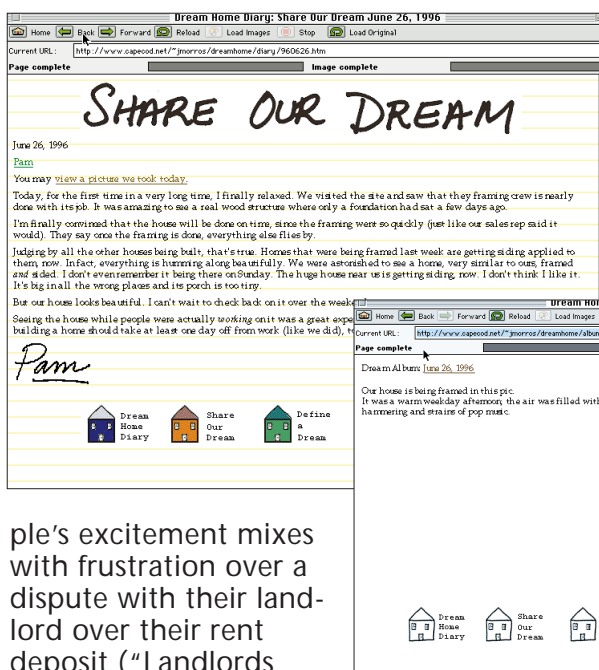 Dream Home Diary: Share Our Dream June 26, 1996
Home Back Forward Reload Load Images Stop Load Original
Current URL: http://www.capecod.net/~jmorros/dreamhome/diary/960626.htm
Page complete Image complete
SHARE OUR DREAM
June 26, 1996
Pam
You may view a picture we took today.
Today, for the first time in a very long time, I finally relaxed. We visited the site and saw that they framing crew is nearly
done with its job. It was amazing to see a real wood structure where only a foundation had sat a few days ago.
I'm finally convinced that the house will be done on time, since the framing went so quickly (just like our sales rep said it
would). They say once the framing is done, everything else flies by.
Judging by all the other houses being built, that's true. Homes that were being framed last week are getting siding applied to
them now. In fact, everything is humming along beautifully. We were astonished to see a home, very similar to ours, framed
and sided. I don't even remember it being there on Sunday. The huge house near us is getting siding, now. I don't think I like it.
It's big in all the wrong places and its porch is too tiny.
But our house looks beautiful. I can't wait to check back on it over the
Seeing the house while people were actually working on it was a great
building a home should take at least one day off from work (like we did),
Pam
Dream Home Diary
Share Our Dream
Define a Dream
Home Back Forward Reload Load Images
Current URL: http://www.capecod.net/~jmorros/dreamhome/album
Page complete
Dream Album: June 26, 1996
Our house is being framed in this pic.
It was a warm weekday afternoon; the air was filled with
hammering and strains of pop music.
Dream Home Diary
Share Our Dream
ple's excitement mixes
with frustration over a
dispute with their land-
lord over their rent
deposit ("Landlords